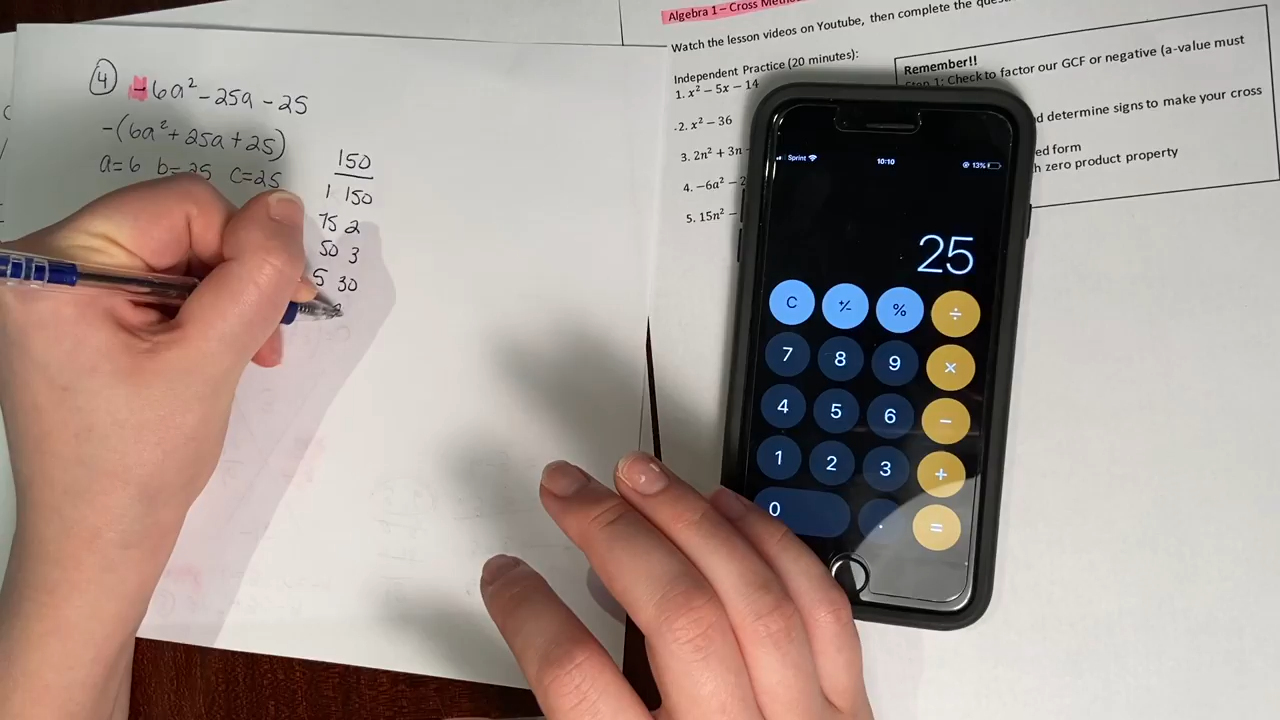 ④ -6a² - 25a - 25
-(6a² + 25a + 25)
a=6 b=25 c=25
150
1 150
75 2
50 3
5 30
Algebra 1 – Cross
Watch the lesson videos on Youtube, then complete the
Independent Practice (20 minutes):
1. x² − 5x − 14
2. x² − 36
3. 2n² + 3n
4. −6a² − 2
5. 15n² −
Remember!!
Step 1: Check to factor our GCF or negative (a-value must
d determine signs to make your cross
ed form
zero product property
Sprint 10:10 13%
25
C +/- % ÷
7 8 9 ×
4 5 6 −
1 2 3 +
0 . =